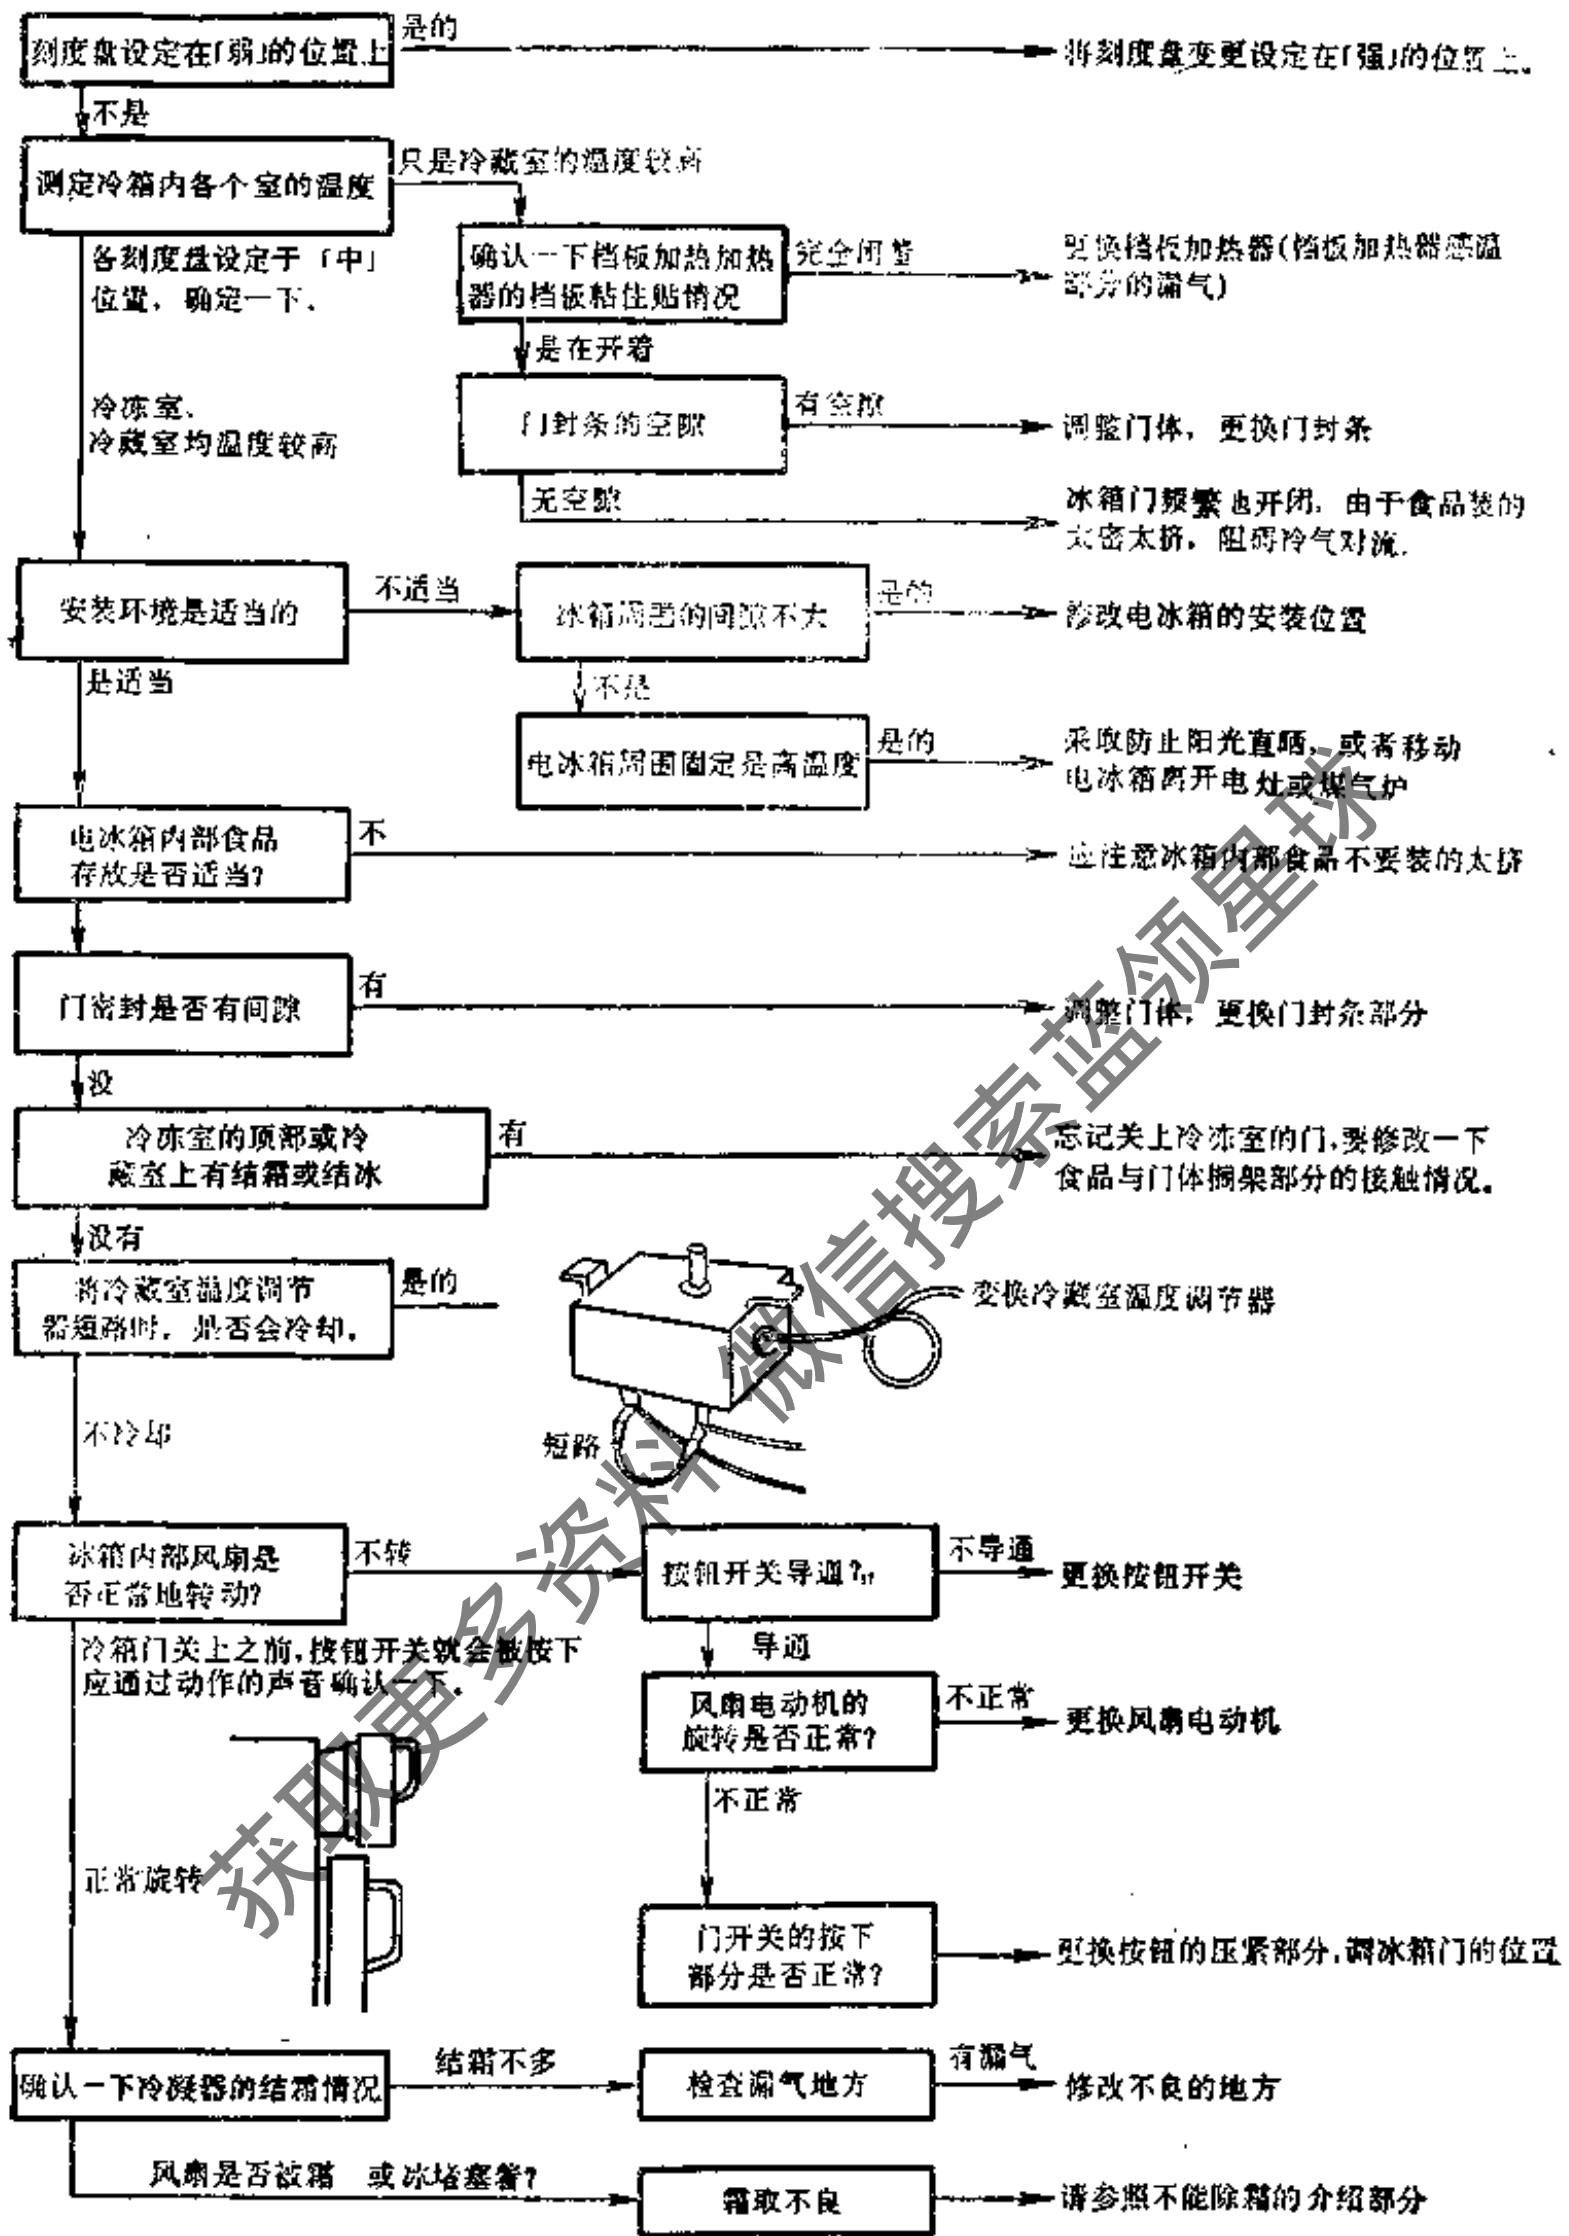 刻度盘设定在「弱」的位置上
是的
将刻度盘变更设定在「强」的位置上。
不是
测定冷箱内各个室的温度
只是冷藏室的温度较高
各刻度盘设定于「中」
位置，确定一下.
确认一下挡板加热加热
器的挡板粘住贴情况
完全闭着
更换挡板加热器(挡板加热器感温
部分的漏气)
是在开着
冷冻室、
冷藏室均温度较高
门封条的空隙
有空隙
调整门体，更换门封条
无空隙
冰箱门频繁地开闭，由于食品装的
太密太挤，阻碍冷气对流.
安装环境是适当的
不适当
冰箱周围的间隙不大
是的
修改电冰箱的安装位置
是适当
不是
电冰箱周围固定是高温度
是的
采取防止阳光直晒，或者移动
电冰箱离开电灶或煤气炉
电冰箱内部食品
存放是否适当？
不
应注意冰箱内部食品不要装的太挤
门密封是否有间隙
有
调整门体，更换门封条部分
没
冷冻室的顶部或冷
藏室上有结霜或结冰
有
忘记关上冷冻室的门，要修改一下
食品与门体搁架部分的接触情况。
没有
将冷藏室温度调节
器短路时，是否会冷却.
是的
变换冷藏室温度调节器
短路
不冷却
冰箱内部风扇是
否正常地转动？
不转
按钮开关导通？
不导通
更换按钮开关
冷箱门关上之前，按钮开关就会被按下
应通过动作的声音确认一下.
导通
风扇电动机的
旋转是否正常？
不正常
更换风扇电动机
不正常
正常旋转
门开关的按下
部分是否正常？
更换按钮的压紧部分，调冰箱门的位置
确认一下冷凝器的结霜情况
结霜不多
检查漏气地方
有漏气
修改不良的地方
风扇是否被霜 或冰堵塞着？
霜取不良
请参照不能除霜的介绍部分
获取更多资料 微信搜索蓝领星球